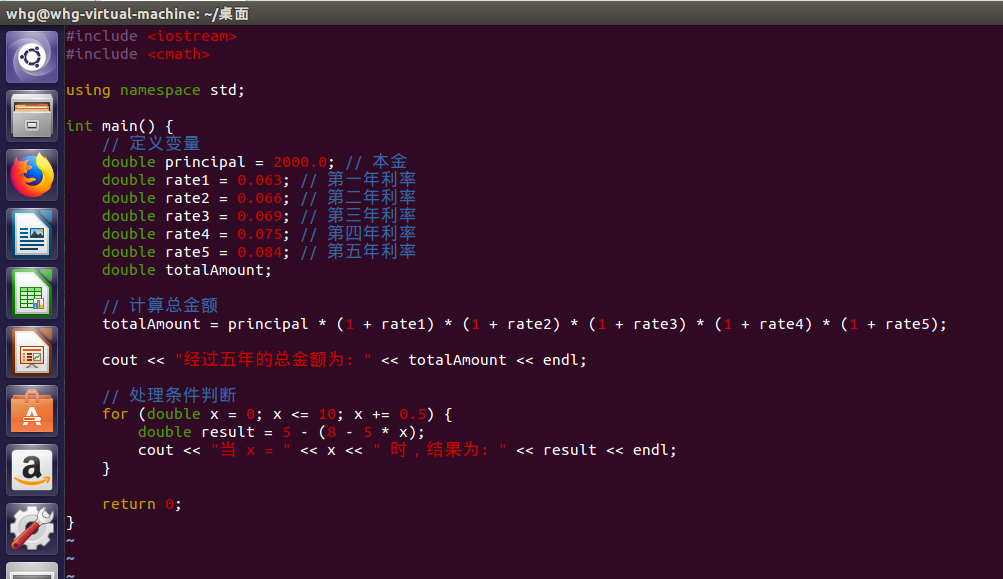 whg@whg-virtual-machine: ~/桌面
#include <iostream>
#include <cmath>
using namespace std;
int main() {
    // 定义变量
    double principal = 2000.0; // 本金
    double rate1 = 0.063; // 第一年利率
    double rate2 = 0.066; // 第二年利率
    double rate3 = 0.069; // 第三年利率
    double rate4 = 0.075; // 第四年利率
    double rate5 = 0.084; // 第五年利率
    double totalAmount;
    // 计算总金额
    totalAmount = principal * (1 + rate1) * (1 + rate2) * (1 + rate3) * (1 + rate4) * (1 + rate5);
    cout << "经过五年的总金额为: " << totalAmount << endl;
    // 处理条件判断
    for (double x = 0; x <= 10; x += 0.5) {
        double result = 5 - (8 - 5 * x);
        cout << "当 x = " << x << " 时，结果为: " << result << endl;
    }
    return 0;
}
~
~
~